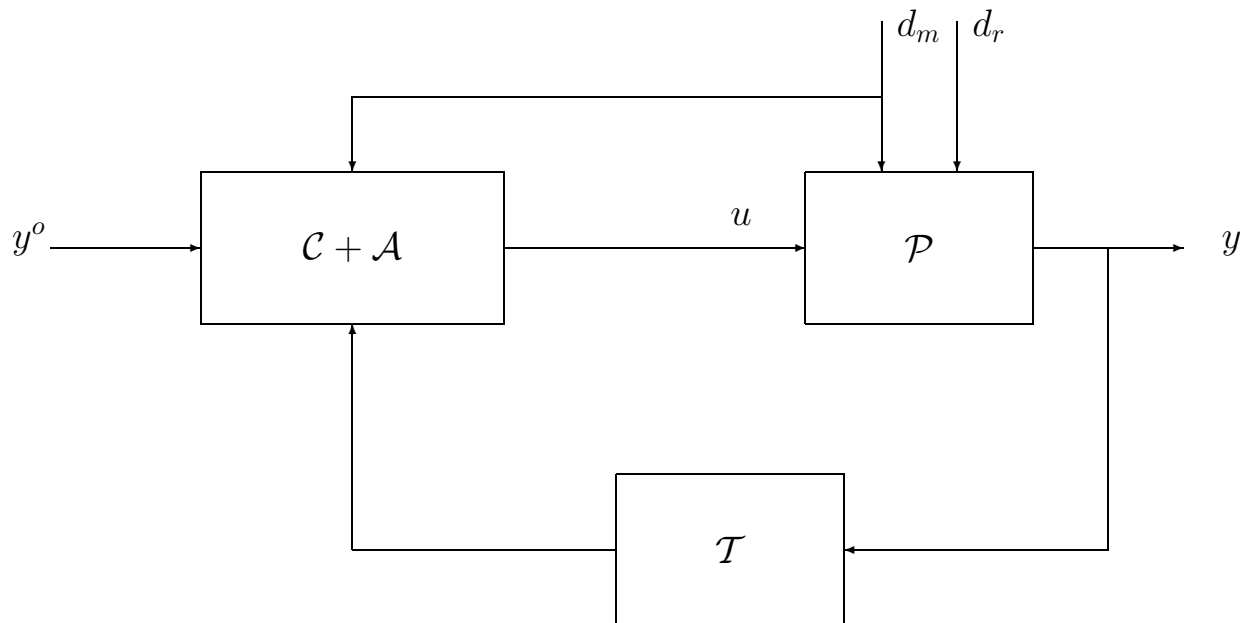 d_m d_r
y^o
𝒞 + 𝒜
u
𝒫
y
𝒯